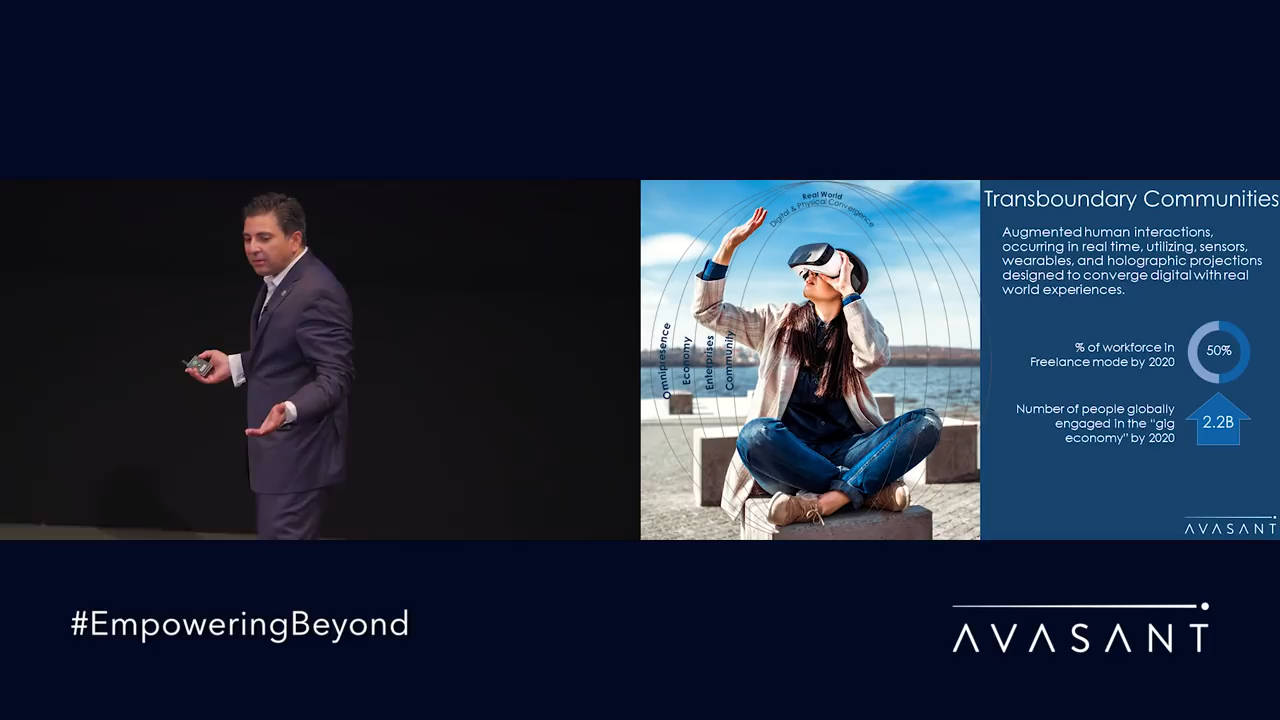 Real World
Digital & Physical Convergence
Omnipresence
Economy
Enterprises
Community
Transboundary Communities
Augmented human interactions,
occurring in real time, utilizing, sensors,
wearables, and holographic projections
designed to converge digital with real
world experiences.
% of workforce in
Freelance mode by 2020
50%
Number of people globally
engaged in the "gig
economy" by 2020
2.2B
AVASANT
#EmpoweringBeyond
AVASANT